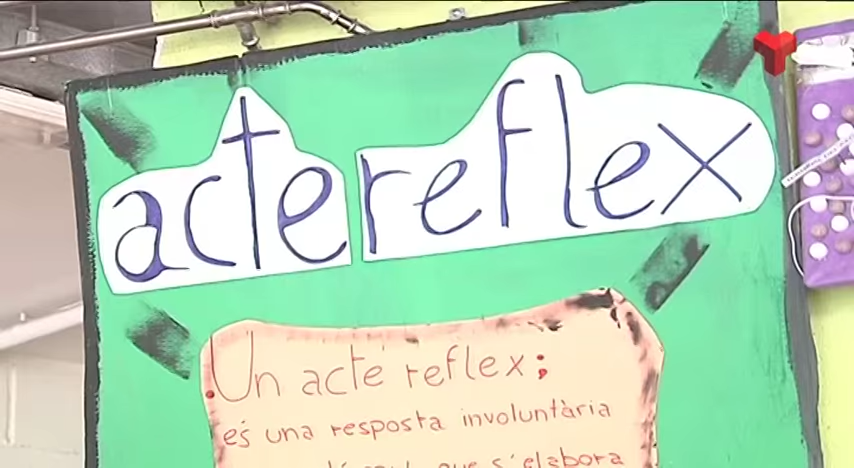 acte reflex
.Un acte reflex:
és una resposta involuntària
que s'elabora